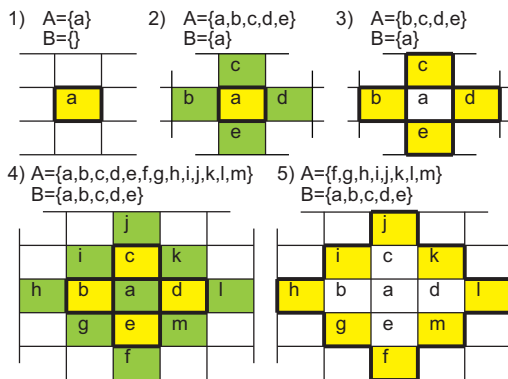 1) A={a}
B={}
a
2) A={a,b,c,d,e}
B={a}
c
b a d
e
3) A={b,c,d,e}
B={a}
c
b a d
e
4) A={a,b,c,d,e,f,g,h,i,j,k,l,m}
B={a,b,c,d,e}
j
i c k
h b a d l
g e m
f
5) A={f,g,h,i,j,k,l,m}
B={a,b,c,d,e}
j
i c k
h b a d l
g e m
f